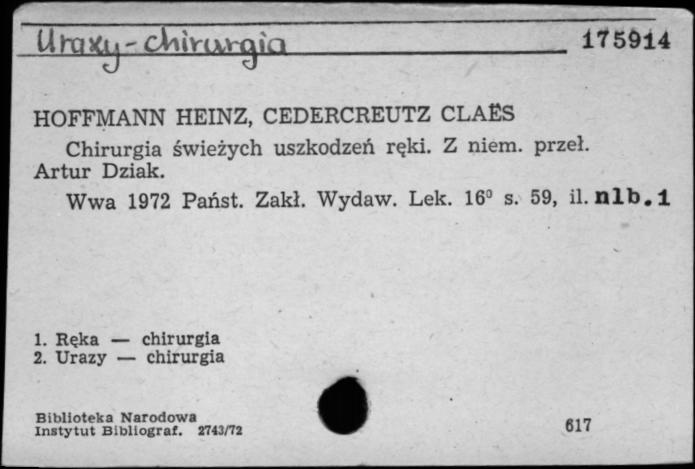 Urazy-chirurgia
175914
HOFFMANN HEINZ, CEDERCREUTZ CLAËS
Chirurgia świeżych uszkodzeń ręki. Z niem. przeł.
Artur Dziak.
Wwa 1972 Państ. Zakł. Wydaw. Lek. 16⁰ s. 59, il. nlb. 1
1. Ręka — chirurgia
2. Urazy — chirurgia
Biblioteka Narodowa
Instytut Bibliograf. 2743/72
617